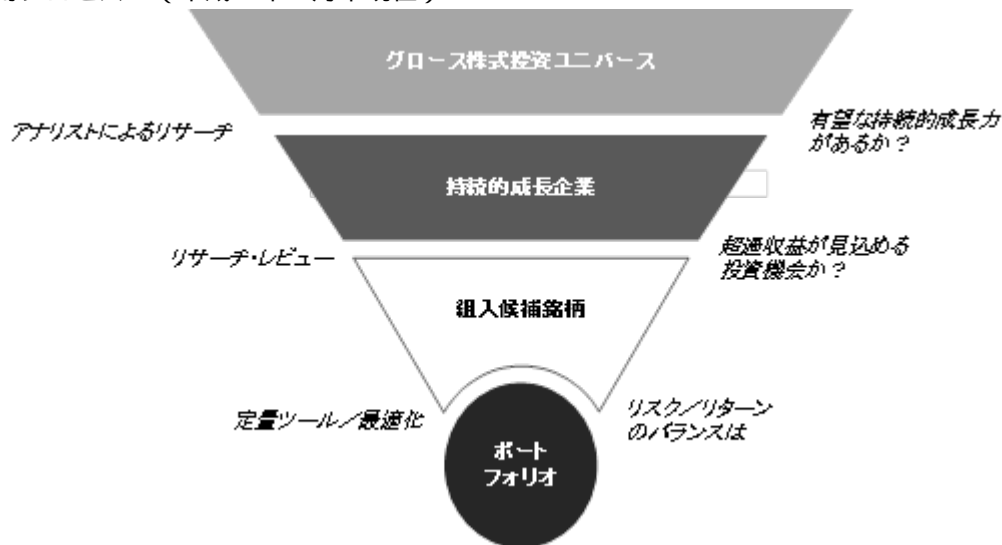 グロース株式投資ユニバース
アナリストによるリサーチ
有望な持続的成長力
があるか？
持続的成長企業
リサーチ・レビュー
超過収益が見込める
投資機会か？
組入候補銘柄
定量ツール／最適化
リスク／リターン
のバランスは
ポート
フォリオ